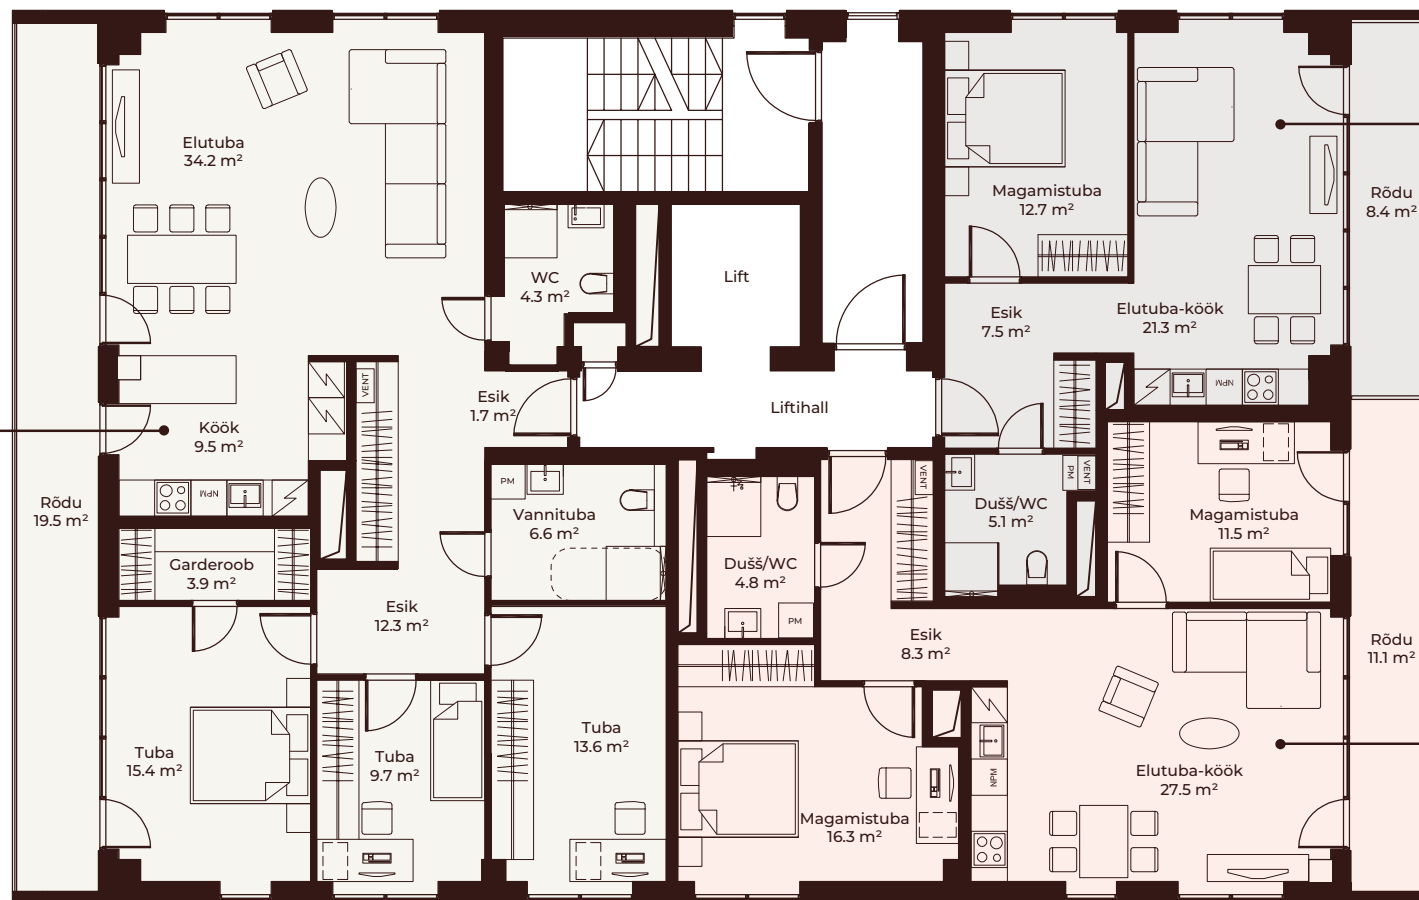 Elutuba
34.2 m²
WC
4.3 m²
Lift
Magamistuba
12.7 m²
Rõdu
8.4 m²
Esik
7.5 m²
Elutuba-köök
21.3 m²
VENT
Esik
1.7 m²
Liftihall
NPM
Köök
9.5 m²
Rõdu
19.5 m²
NPM
PM
Vannituba
6.6 m²
VENT
Dušš/WC
5.1 m²
PM
VENT
Magamistuba
11.5 m²
Garderoob
3.9 m²
Dušš/WC
4.8 m²
PM
Esik
12.3 m²
Esik
8.3 m²
Rõdu
11.1 m²
Tuba
15.4 m²
Tuba
9.7 m²
Tuba
13.6 m²
NPM
Elutuba-köök
27.5 m²
Magamistuba
16.3 m²